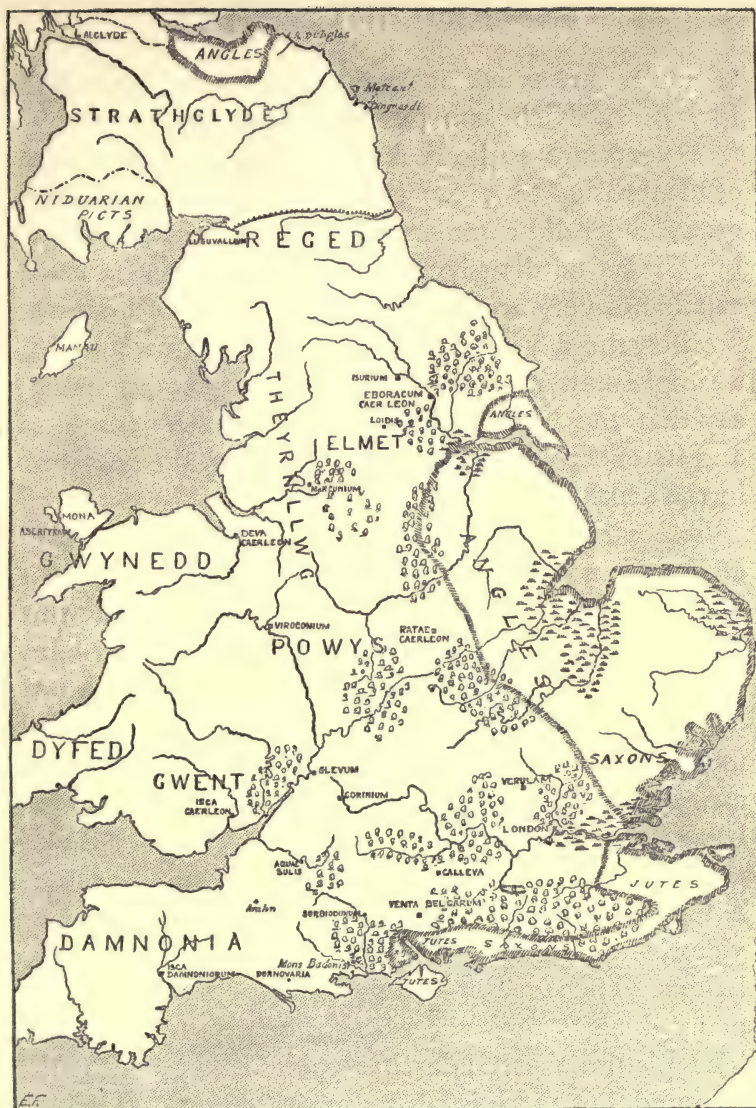 ALCLYDE
ANGLES
STRATHCLYDE
NIDUARIAN
PICTS
REGED
MANAU
ISURIUM
EBORACUM
CAER LEON
ANGLES
LOIDIS
ELMET
THEYRNLLWG
MANCUNIUM
MONA
DEVA
CAERLEON
GWYNEDD
ANGLES
VIROCONIUM
RATAE
CAERLEON
POWYS
DYFED
GWENT
ISCA
CAERLEON
GLEVUM
CORINIUM
SAXONS
VERULAM
LONDON
AQUAE
SULIS
CALLEVA
JUTES
Avalon
SORBIODUNUM
VENTA BELGARUM
DAMNONIA
JUTES
Mons Badonis
ISCA
DAMNONIORUM
DORNOVARIA
JUTES
E.F.